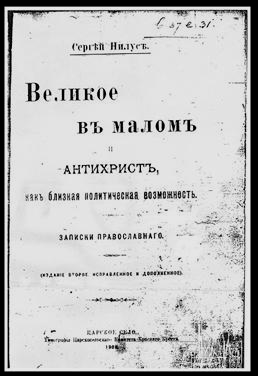 Сергѣй Нилусъ.
Великое
въ маломъ
и
АНТИХРИСТЪ,
какъ близкая политическая возможность.
ЗАПИСКИ ПРАВОСЛАВНАГО.
(ИЗДАНІЕ ВТОРОЕ ИСПРАВЛЕННОЕ И ДОПОЛНЕННОЕ).
ЦАРСКОЕ СЕЛО.
Типографія Царскосельскаго Комитета Краснаго Креста.